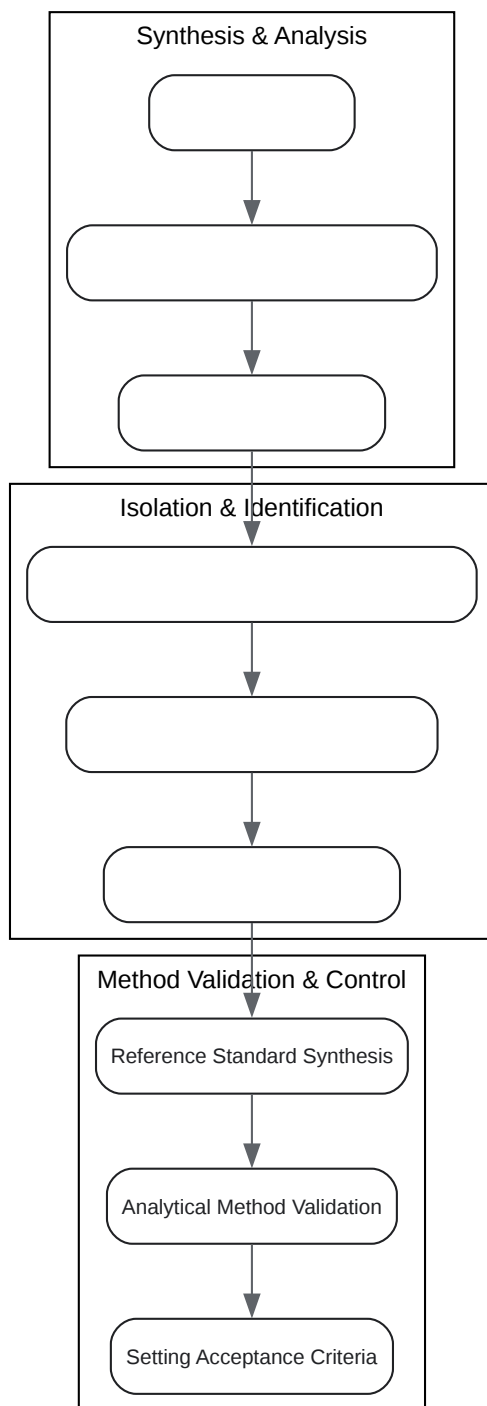 Synthesis & Analysis
Isolation & Identification
Method Validation & Control
Reference Standard Synthesis
Analytical Method Validation
Setting Acceptance Criteria